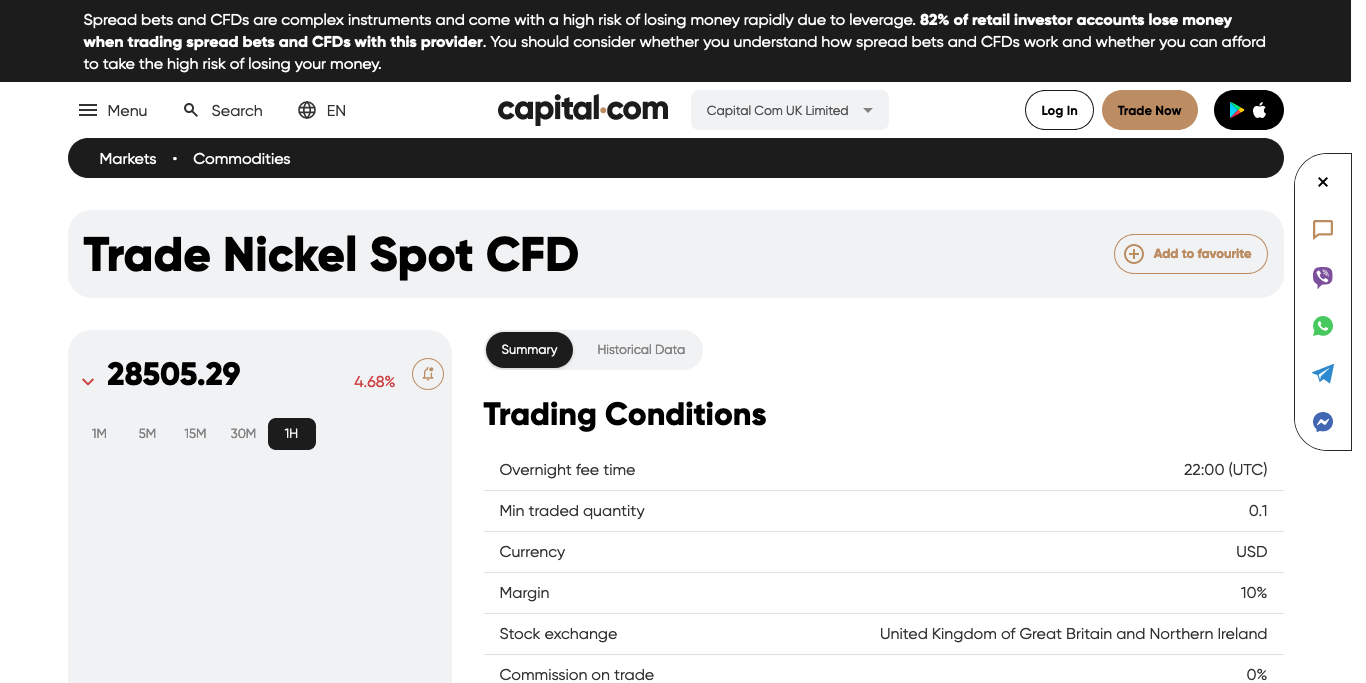 Spread bets and CFDs are complex instruments and come with a high risk of losing money rapidly due to leverage. 82% of retail investor accounts lose money
when trading spread bets and CFDs with this provider. You should consider whether you understand how spread bets and CFDs work and whether you can afford
to take the high risk of losing your money.
Menu Search EN capital.com Capital Com UK Limited Log In Trade Now
Markets • Commodities
Trade Nickel Spot CFD Add to favourite
28505.29 4.68%
1M 5M 15M 30M 1H
Summary Historical Data
Trading Conditions
Overnight fee time 22:00 (UTC)
Min traded quantity 0.1
Currency USD
Margin 10%
Stock exchange United Kingdom of Great Britain and Northern Ireland
Commission on trade 0%